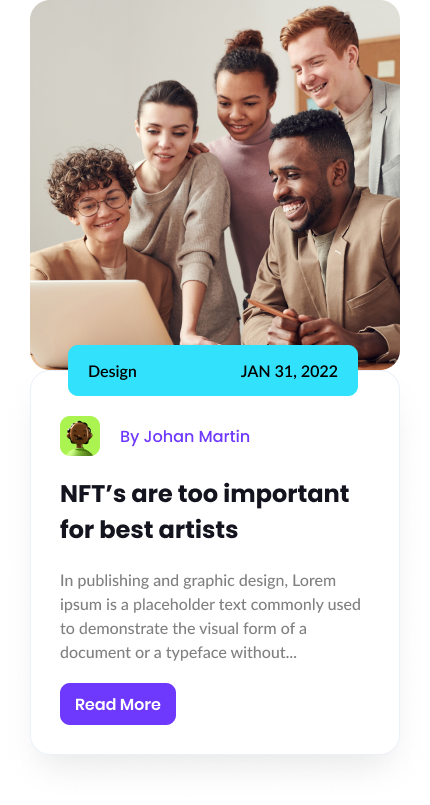 Design JAN 31, 2022
By Johan Martin
NFT’s are too important
for best artists
In publishing and graphic design, Lorem
ipsum is a placeholder text commonly used
to demonstrate the visual form of a
document or a typeface without...
Read More